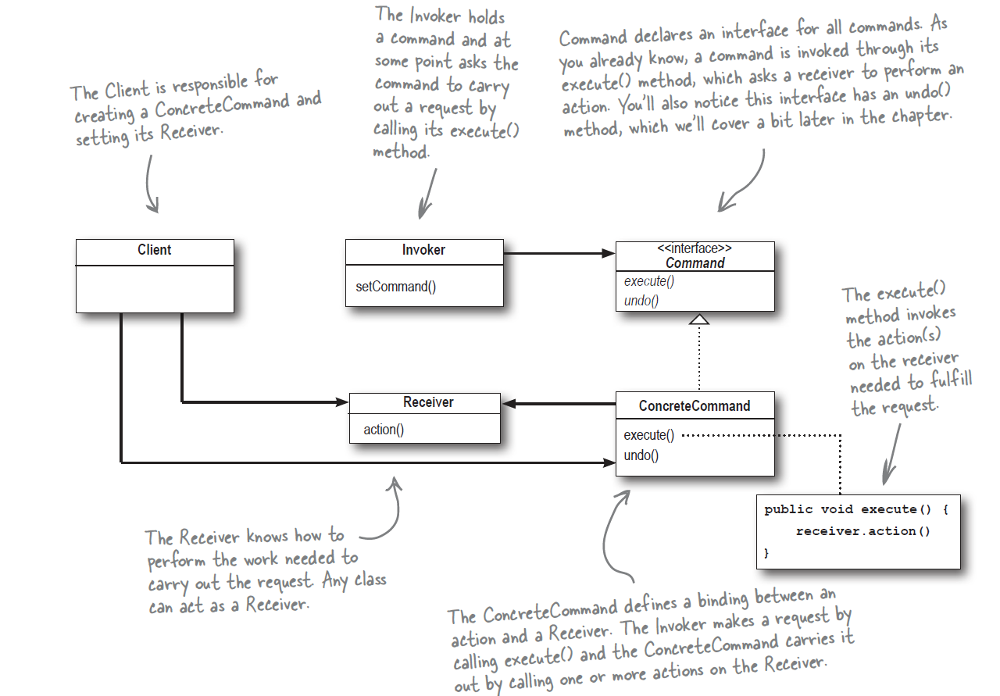 The Client is responsible for
creating a ConcreteCommand and
setting its Receiver.
The Invoker holds
a command and at
some point asks the
command to carry
out a request by
calling its execute()
method.
Command declares an interface for all commands. As
you already know, a command is invoked through its
execute() method, which asks a receiver to perform an
action. You'll also notice this interface has an undo()
method, which we'll cover a bit later in the chapter.
Client
Invoker
setCommand()
<<interface>>
Command
execute()
undo()
The execute()
method invokes
the action(s)
on the receiver
needed to fulfill
the request.
Receiver
action()
ConcreteCommand
execute()
undo()
public void execute() {
receiver.action()
}
The Receiver knows how to
perform the work needed to
carry out the request. Any class
can act as a Receiver.
The ConcreteCommand defines a binding between an
action and a Receiver. The Invoker makes a request by
calling execute() and the ConcreteCommand carries it
out by calling one or more actions on the Receiver.